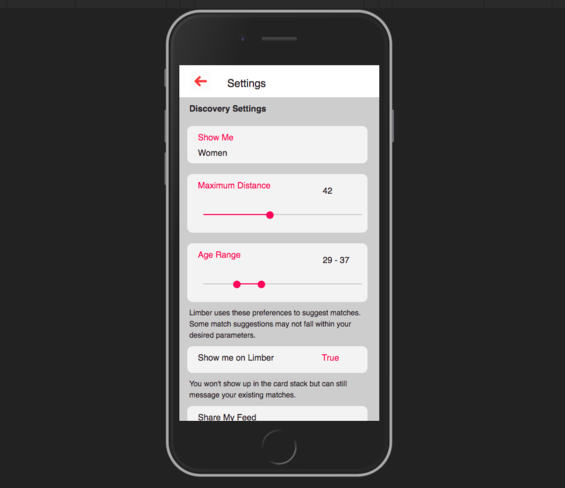 Settings
Discovery Settings
Show Me
Women
Maximum Distance
42
Age Range
29 - 37
Limber uses these preferences to suggest matches.
Some match suggestions may not fall within your
desired parameters.
Show me on Limber True
You won't show up in the card stack but can still
message your existing matches.
Share My Feed